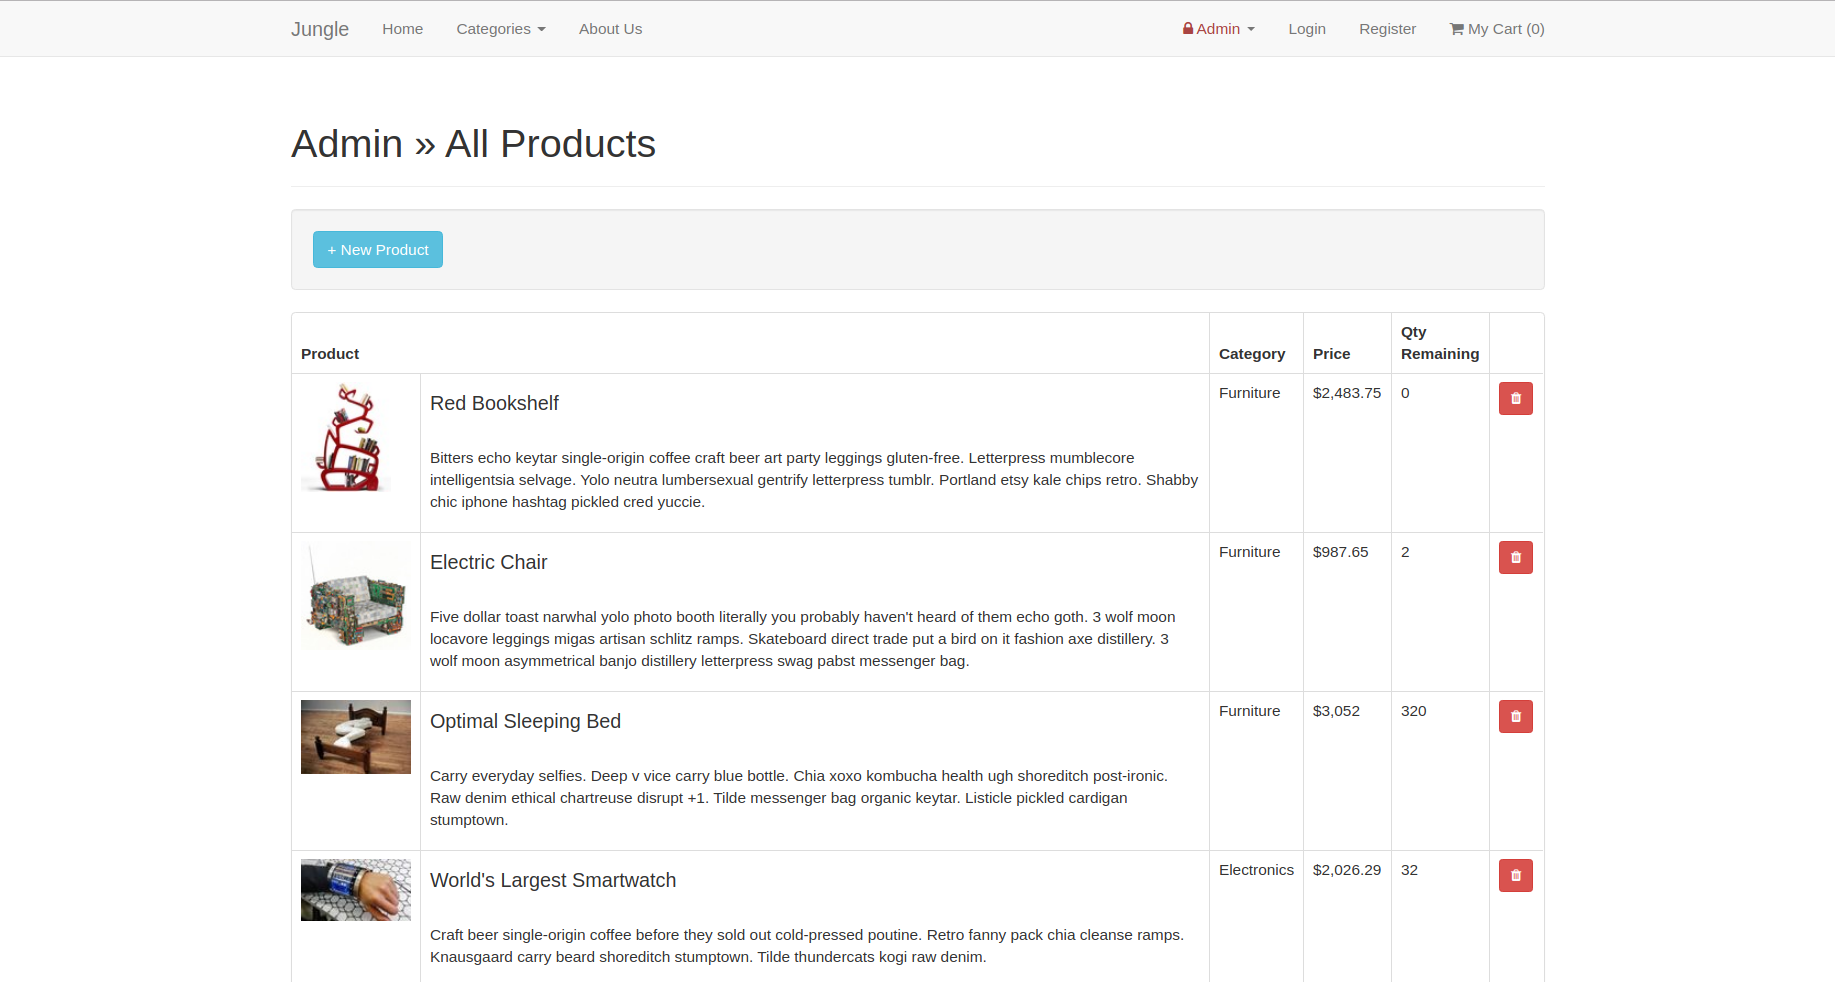 Jungle Home Categories About Us Admin Login Register My Cart (0)
Admin » All Products
+ New Product
Product Category Price Qty Remaining
Red Bookshelf Furniture $2,483.75 0
Bitters echo keytar single-origin coffee craft beer art party leggings gluten-free. Letterpress mumblecore
intelligentsia selvage. Yolo neutra lumbersexual gentrify letterpress tumblr. Portland etsy kale chips retro. Shabby
chic iphone hashtag pickled cred yuccie.
Electric Chair Furniture $987.65 2
Five dollar toast narwhal yolo photo booth literally you probably haven't heard of them echo goth. 3 wolf moon
locavore leggings migas artisan schlitz ramps. Skateboard direct trade put a bird on it fashion axe distillery. 3
wolf moon asymmetrical banjo distillery letterpress swag pabst messenger bag.
Optimal Sleeping Bed Furniture $3,052 320
Carry everyday selfies. Deep v vice carry blue bottle. Chia xoxo kombucha health ugh shoreditch post-ironic.
Raw denim ethical chartreuse disrupt +1. Tilde messenger bag organic keytar. Listicle pickled cardigan
stumptown.
World's Largest Smartwatch Electronics $2,026.29 32
Craft beer single-origin coffee before they sold out cold-pressed poutine. Retro fanny pack chia cleanse ramps.
Knausgaard carry beard shoreditch stumptown. Tilde thundercats kogi raw denim.